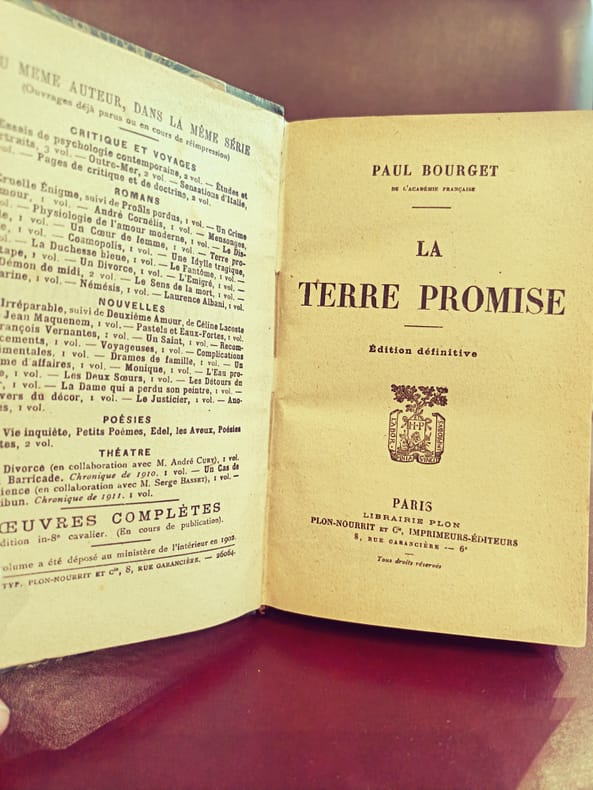 U MEME AUTEUR, DANS LA MÊME SÉRIE
(Ouvrages déjà parus ou en cours de réimpression)
CRITIQUE ET VOYAGES
Essais de psychologie contemporaine, 2 vol. — Études et
ortraits, 3 vol. — Outre-Mer, 2 vol. — Sensations d'Italie,
vol. — Pages de critique et de doctrine, 2 vol.
ROMANS
ruelle Énigme, suivi de Profils perdus, 1 vol. — Un Crime
amour, 1 vol. — André Cornélis, 1 vol. — Mensonges,
vol. — Physiologie de l'amour moderne, 1 vol. — Le Dis-
le, 1 vol. — Un Cœur de femme, 1 vol. — Terre pro-
e, 1 vol. — Cosmopolis, 1 vol. — Une Idylle tragique,
ol. — La Duchesse bleue, 1 vol. — Le Fantôme, 1 vol. —
tape, 1 vol. — Un Divorce, 1 vol. — L'Émigré, 1 vol. —
Démon de midi, 2 vol. — Le Sens de la mort, 1 vol. —
arine, 1 vol. — Némésis, 1 vol. — Laurence Albani, 1 vol.
NOUVELLES
Irréparable, suivi de Deuxième Amour, de Céline Lacoste
Jean Maquenem, 1 vol. — Pastels et Eaux-Fortes, 1 vol.
rançois Vernantes, 1 vol. — Un Saint, 1 vol. — Recom-
cements, 1 vol. — Voyageuses, 1 vol. — Complications
imentales, 1 vol. — Drames de famille, 1 vol. — Un
me d'affaires, 1 vol. — Monique, 1 vol. — L'Eau pro-
e, 1 vol. — Les Deux Sœurs, 1 vol. — Les Détours de
r, 1 vol. — La Dame qui a perdu son peintre, 1 vol. —
vers du décor, 1 vol. — Le Justicier, 1 vol. — Ano-
es, 1 vol.
POÉSIES
Vie inquiète, Petits Poèmes, Edel, les Aveux, Poésies
tes, 2 vol.
THÉATRE
Divorce (en collaboration avec M. André CURY), 1 vol.
Barricade. Chronique de 1910. 1 vol. — Un Cas de
cience (en collaboration avec M. Serge BASSET), 1 vol.
ibun. Chronique de 1911. 1 vol.
ŒUVRES COMPLÈTES
dition in-8° cavalier. (En cours de publication).
olume a été déposé au ministère de l'intérieur en 1902.
TYP. PLON-NOURRIT ET Cie, 8, RUE GARANCIÈRE. — 26064.
PAUL BOURGET
DE L'ACADÉMIE FRANÇAISE
LA
TERRE PROMISE
Édition définitive
LABOR
H·P
PARIS
LIBRAIRIE PLON
PLON-NOURRIT ET Cie, IMPRIMEURS-ÉDITEURS
8, RUE GARANCIÈRE — 6e
Tous droits réservés